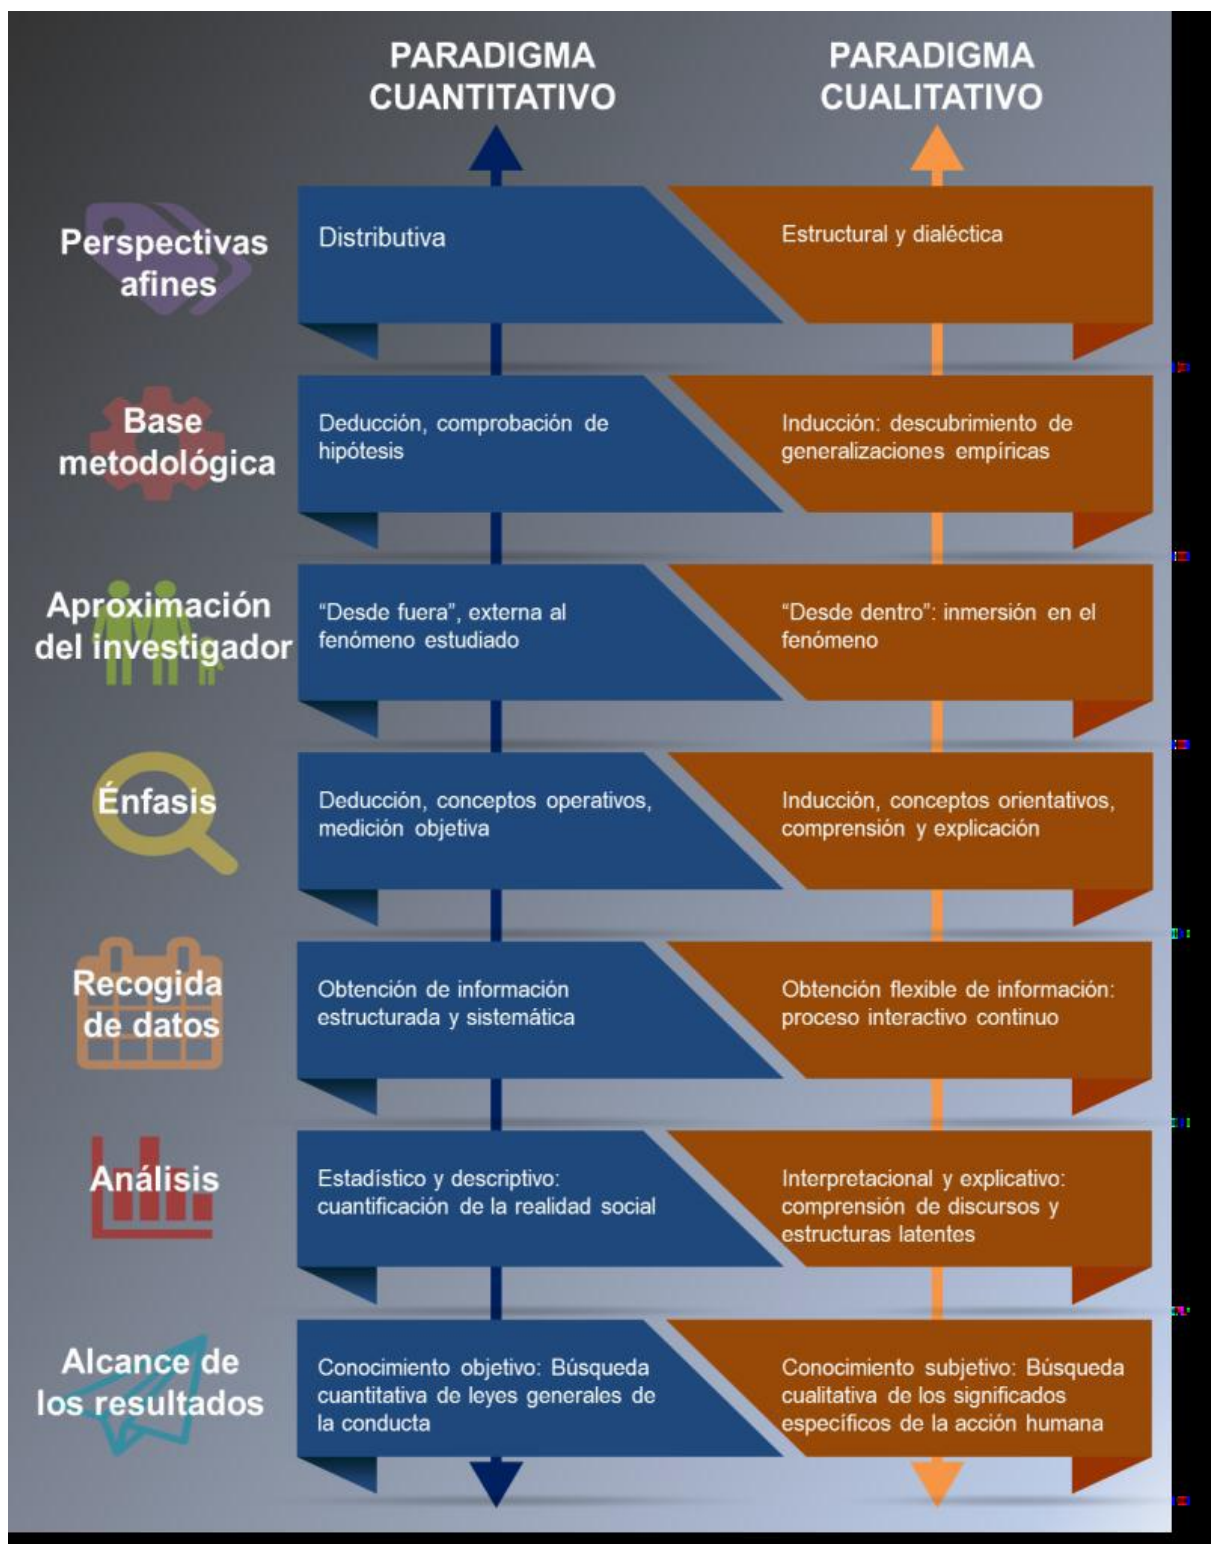 PARADIGMA
CUANTITATIVO
PARADIGMA
CUALITATIVO
Perspectivas
afines
Distributiva
Estructural y dialéctica
Base
metodológica
Deducción, comprobación de
hipótesis
Inducción: descubrimiento de
generalizaciones empíricas
Aproximación
del investigador
“Desde fuera”, externa al
fenómeno estudiado
“Desde dentro”: inmersión en el
fenómeno
Énfasis
Deducción, conceptos operativos,
medición objetiva
Inducción, conceptos orientativos,
comprensión y explicación
Recogida
de datos
Obtención de información
estructurada y sistemática
Obtención flexible de información:
proceso interactivo continuo
Análisis
Estadístico y descriptivo:
cuantificación de la realidad social
Interpretacional y explicativo:
comprensión de discursos y
estructuras latentes
Alcance de
los resultados
Conocimiento objetivo: Búsqueda
cuantitativa de leyes generales de
la conducta
Conocimiento subjetivo: Búsqueda
cualitativa de los significados
específicos de la acción humana